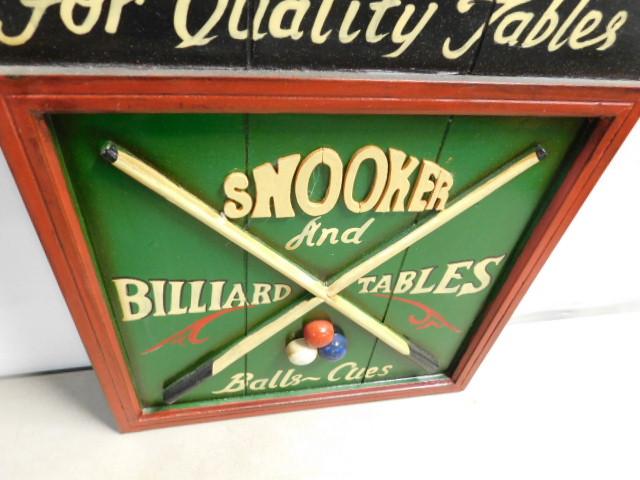 For Quality Tables
SNOOKER
And
BILLIARD TABLES
Balls~Cues